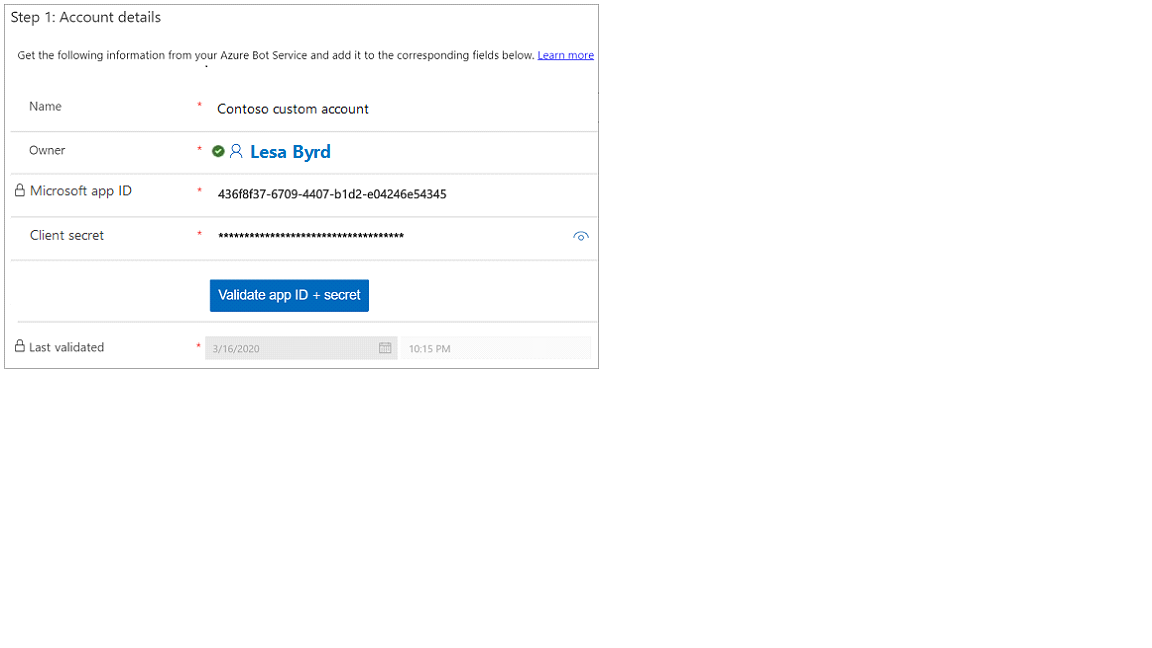 Step 1: Account details
Get the following information from your Azure Bot Service and add it to the corresponding fields below. Learn more
Name * Contoso custom account
Owner * Lesa Byrd
Microsoft app ID * 436f8f37-6709-4407-b1d2-e04246e54345
Client secret * ************************************
Validate app ID + secret
Last validated * 3/16/2020 10:15 PM